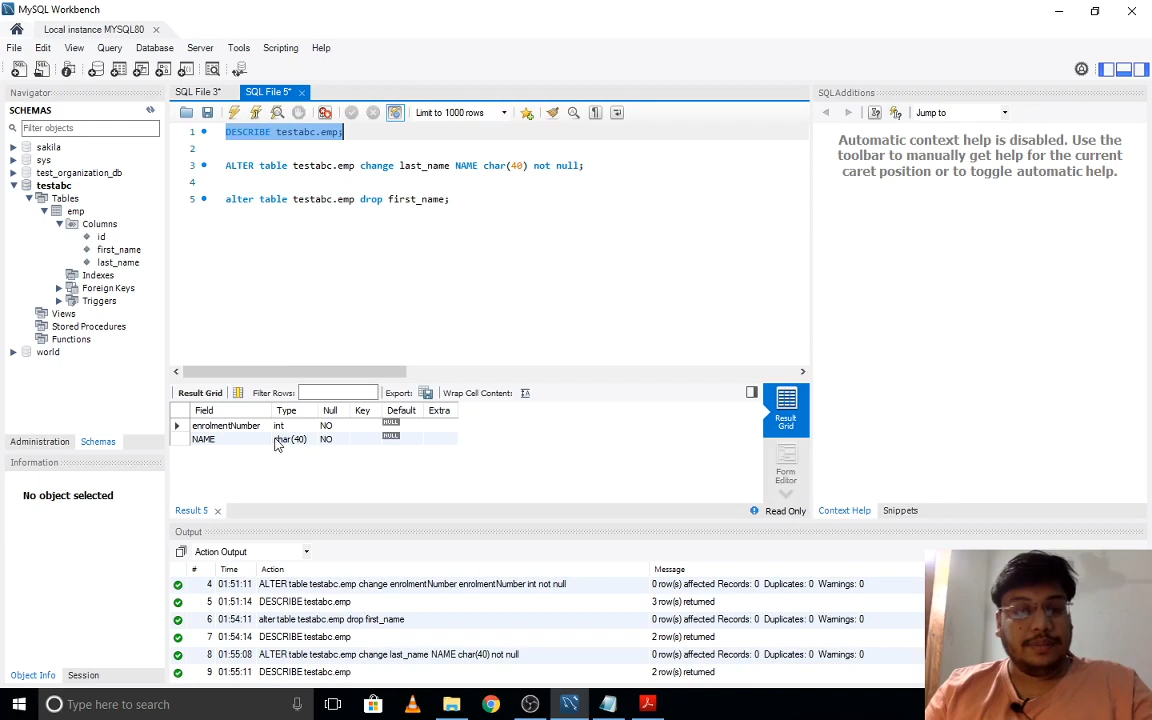 MySQL Workbench
Local instance MYSQL80
File Edit View Query Database Server Tools Scripting Help
Navigator
SCHEMAS
Filter objects
sakila
sys
test_organization_db
testabc
Tables
emp
Columns
id
first_name
last_name
Indexes
Foreign Keys
Triggers
Views
Stored Procedures
Functions
world
Administration Schemas
Information
No object selected
Object Info Session
SQL File 3* SQL File 5*
Limit to 1000 rows
1 DESCRIBE testabc.emp;
2
3 ALTER table testabc.emp change last_name NAME char(40) not null;
4
5 alter table testabc.emp drop first_name;
Result Grid Filter Rows: Export: Wrap Cell Content:
Field Type Null Key Default Extra
enrolmentNumber int NO NULL
NAME char(40) NO NULL
Result Grid
Form Editor
Result 5 Read Only
SQLAdditions
Jump to
Automatic context help is disabled. Use the
toolbar to manually get help for the current
caret position or to toggle automatic help.
Context Help Snippets
Output
Action Output
# Time Action Message
4 01:51:11 ALTER table testabc.emp change enrolmentNumber enrolmentNumber int not null 0 row(s) affected Records: 0 Duplicates: 0 Warnings: 0
5 01:51:14 DESCRIBE testabc.emp 3 row(s) returned
6 01:54:11 alter table testabc.emp drop first_name 0 row(s) affected Records: 0 Duplicates: 0 Warnings: 0
7 01:54:14 DESCRIBE testabc.emp 2 row(s) returned
8 01:55:08 ALTER table testabc.emp change last_name NAME char(40) not null 0 row(s) affected Records: 0 Duplicates: 0 Warnings: 0
9 01:55:11 DESCRIBE testabc.emp 2 row(s) returned
Type here to search